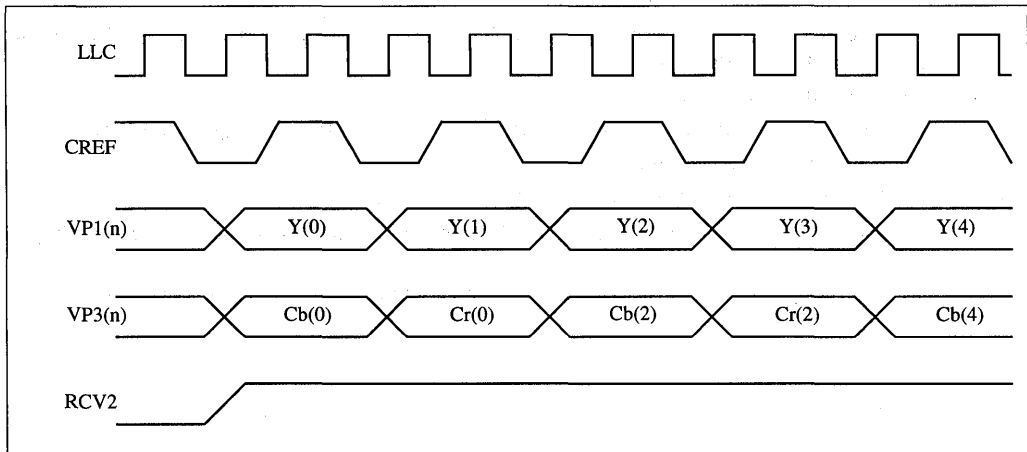 LLC
CREF
VP1(n) Y(0) Y(1) Y(2) Y(3) Y(4)
VP3(n) Cb(0) Cr(0) Cb(2) Cr(2) Cb(4)
RCV2